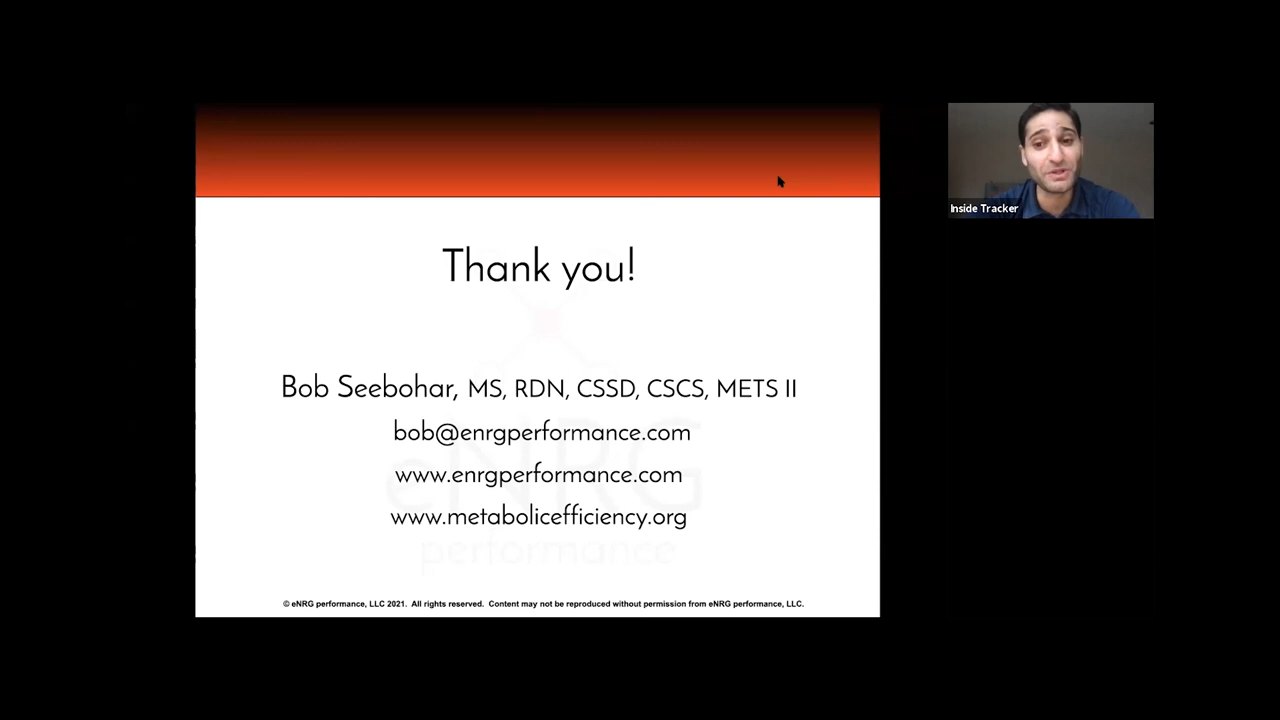 Thank you!
Bob Seebohar, MS, RDN, CSSD, CSCS, METS II
bob@enrgperformance.com
www.enrgperformance.com
www.metabolicefficiency.org
eNRG
performance
© eNRG performance, LLC 2021. All rights reserved. Content may not be reproduced without permission from eNRG performance, LLC.
Inside Tracker